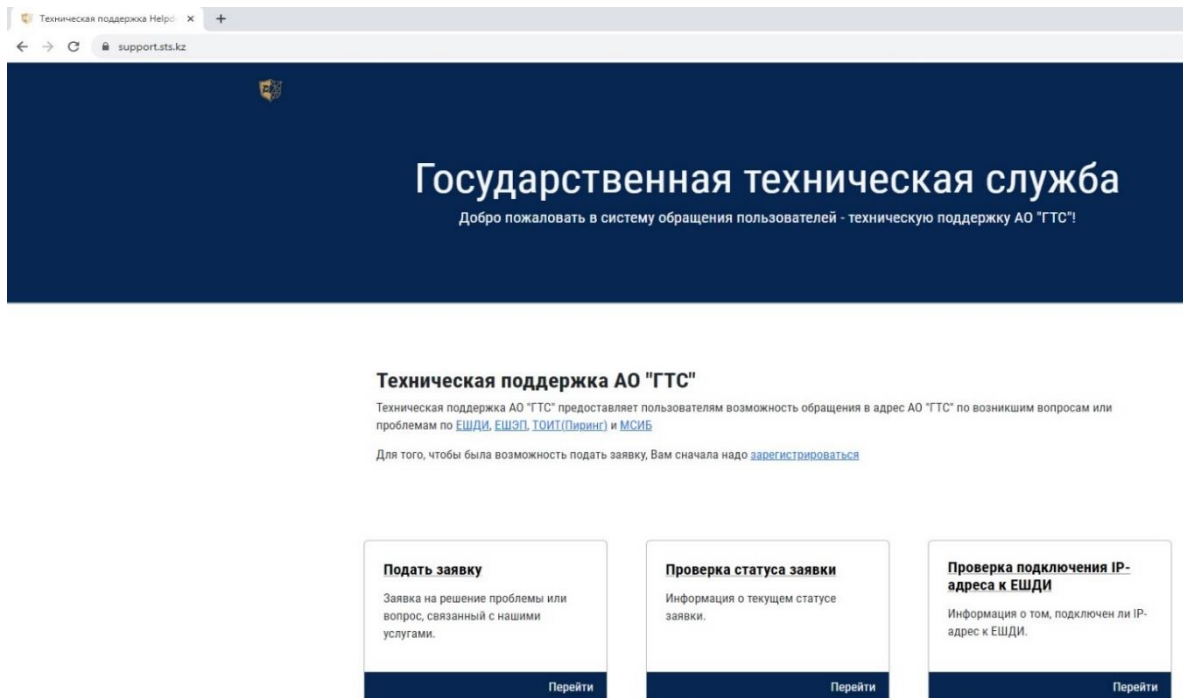 Техническая поддержка Helpd
support.sts.kz
Государственная техническая служба
Добро пожаловать в систему обращения пользователей - техническую поддержку АО "ГТС"!
Техническая поддержка АО "ГТС"
Техническая поддержка АО "ГТС" предоставляет пользователям возможность обращения в адрес АО "ГТС" по возникшим вопросам или
проблемам по ЕШДИ, ЕШЭП, ТОИТ(Пиринг) и МСИБ
Для того, чтобы была возможность подать заявку, Вам сначала надо зарегистрироваться
Подать заявку
Заявка на решение проблемы или
вопрос, связанный с нашими
услугами.
Перейти
Проверка статуса заявки
Информация о текущем статусе
заявки.
Перейти
Проверка подключения IP-
адреса к ЕШДИ
Информация о том, подключен ли IP-
адрес к ЕШДИ.
Перейти